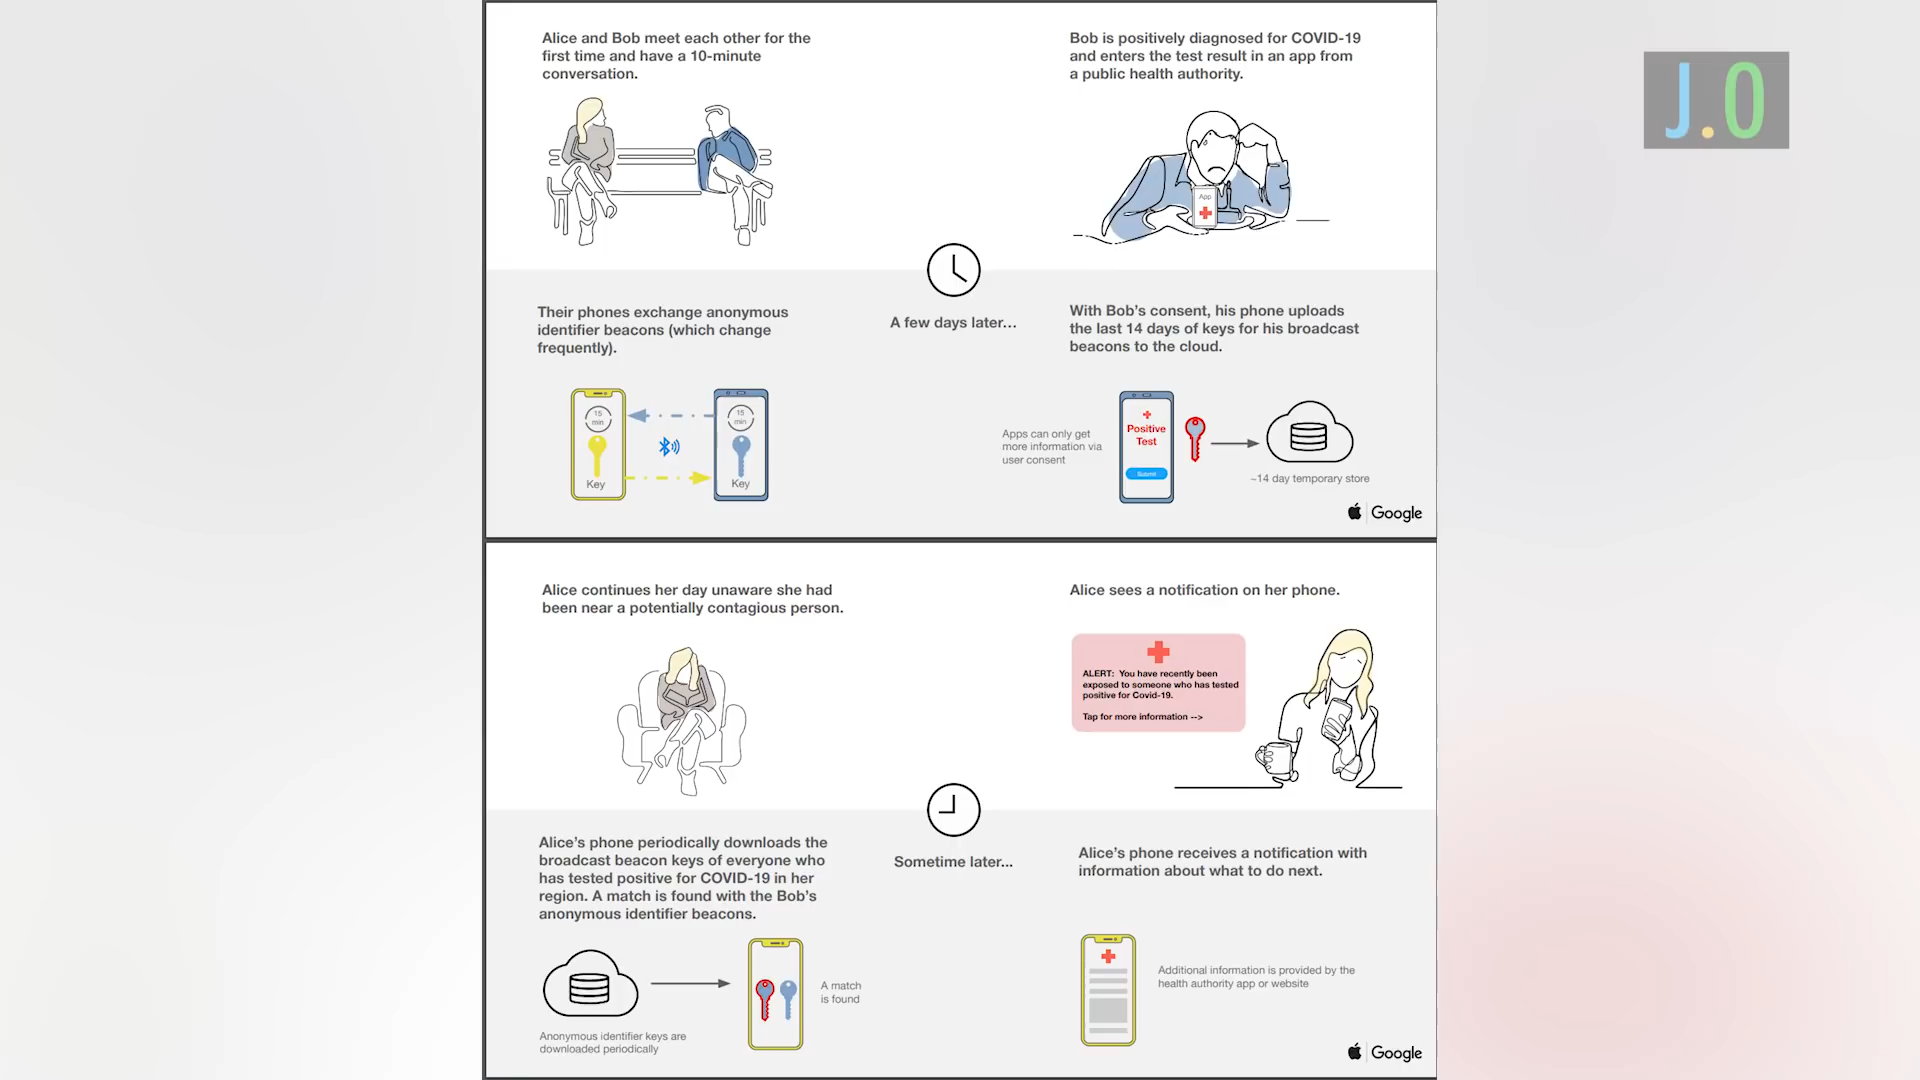 Alice and Bob meet each other for the
first time and have a 10-minute
conversation.
Bob is positively diagnosed for COVID-19
and enters the test result in an app from
a public health authority.
J.0
App
Their phones exchange anonymous
identifier beacons (which change
frequently).
A few days later...
With Bob's consent, his phone uploads
the last 14 days of keys for his broadcast
beacons to the cloud.
15
min
Key
15
min
Key
Apps can only get
more information via
user consent
Positive
Test
Submit
~14 day temporary store
Google
Alice continues her day unaware she had
been near a potentially contagious person.
Alice sees a notification on her phone.
ALERT: You have recently been
exposed to someone who has tested
positive for Covid-19.
Tap for more information -->
Alice's phone periodically downloads the
broadcast beacon keys of everyone who
has tested positive for COVID-19 in her
region. A match is found with the Bob's
anonymous identifier beacons.
Sometime later...
Alice's phone receives a notification with
information about what to do next.
A match
is found
Anonymous identifier keys are
downloaded periodically
Additional information is provided by the
health authority app or website
Google